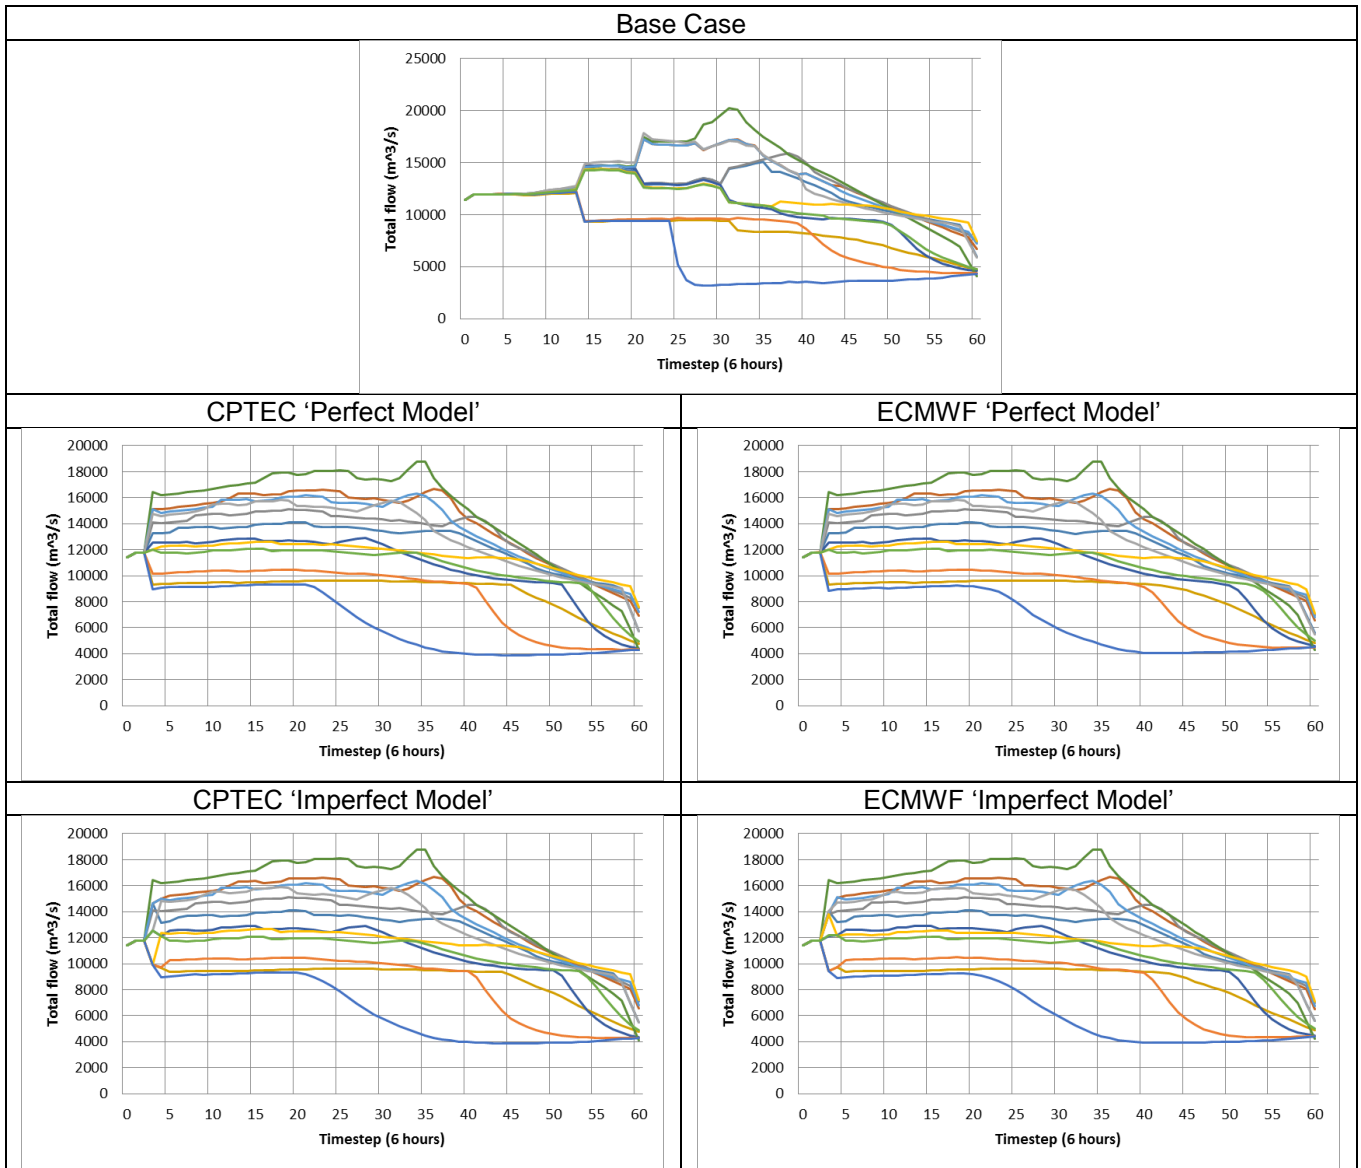 Base Case
25000
20000
15000
10000
5000
0
Total flow (m^3/s)
0 5 10 15 20 25 30 35 40 45 50 55 60
Timestep (6 hours)
CPTEC ‘Perfect Model’
20000
18000
16000
14000
12000
10000
8000
6000
4000
2000
0
Total flow (m^3/s)
0 5 10 15 20 25 30 35 40 45 50 55 60
Timestep (6 hours)
ECMWF ‘Perfect Model’
20000
18000
16000
14000
12000
10000
8000
6000
4000
2000
0
Total flow (m^3/s)
0 5 10 15 20 25 30 35 40 45 50 55 60
Timestep (6 hours)
CPTEC ‘Imperfect Model’
20000
18000
16000
14000
12000
10000
8000
6000
4000
2000
0
Total flow (m^3/s)
0 5 10 15 20 25 30 35 40 45 50 55 60
Timestep (6 hours)
ECMWF ‘Imperfect Model’
20000
18000
16000
14000
12000
10000
8000
6000
4000
2000
0
Total flow (m^3/s)
0 5 10 15 20 25 30 35 40 45 50 55 60
Timestep (6 hours)